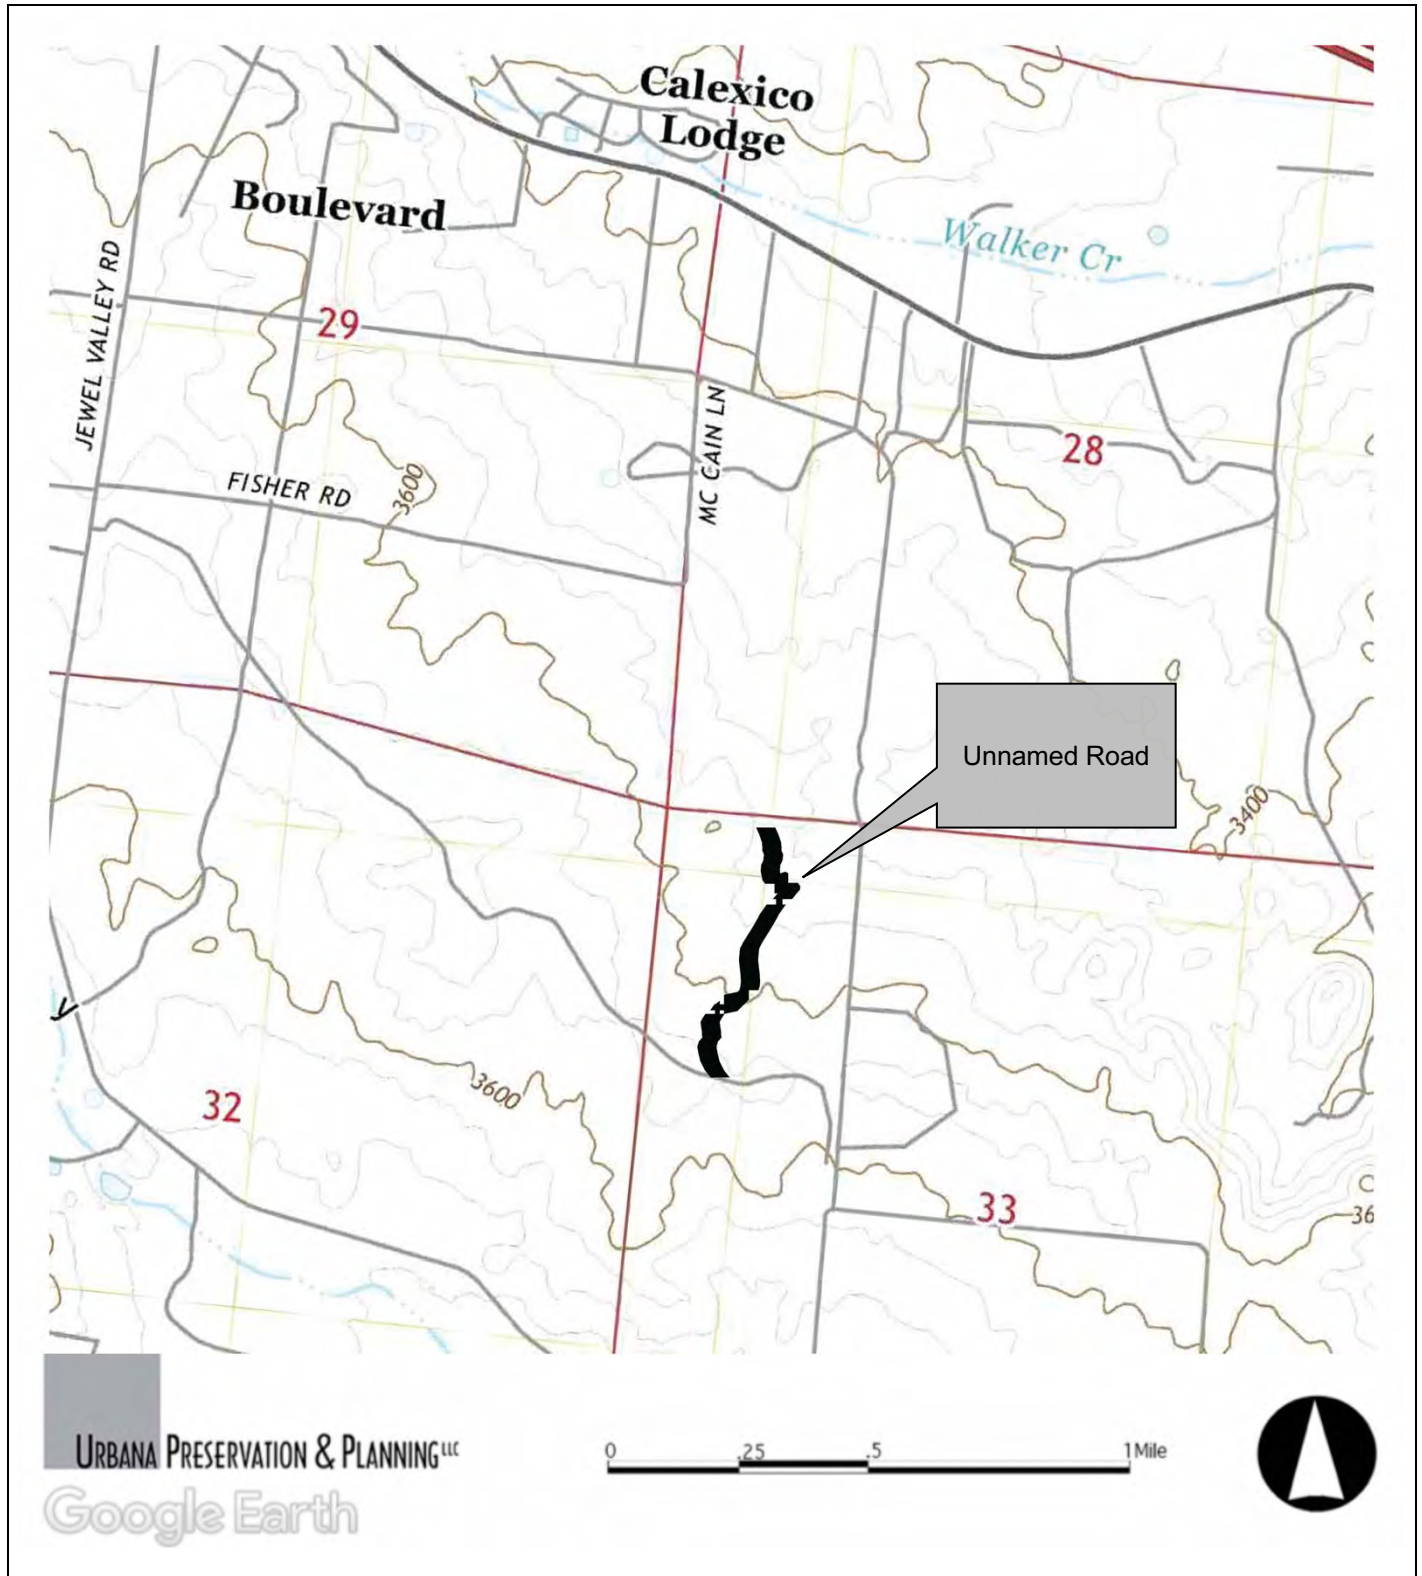 Calexico
Lodge
Boulevard
Walker Cr
JEWEL VALLEY RD
29
MC CAIN LN
28
FISHER RD
3600
Unnamed Road
3400
32
3600
33
36
URBANA PRESERVATION & PLANNING LLC
0 .25 .5 1 Mile
Google Earth